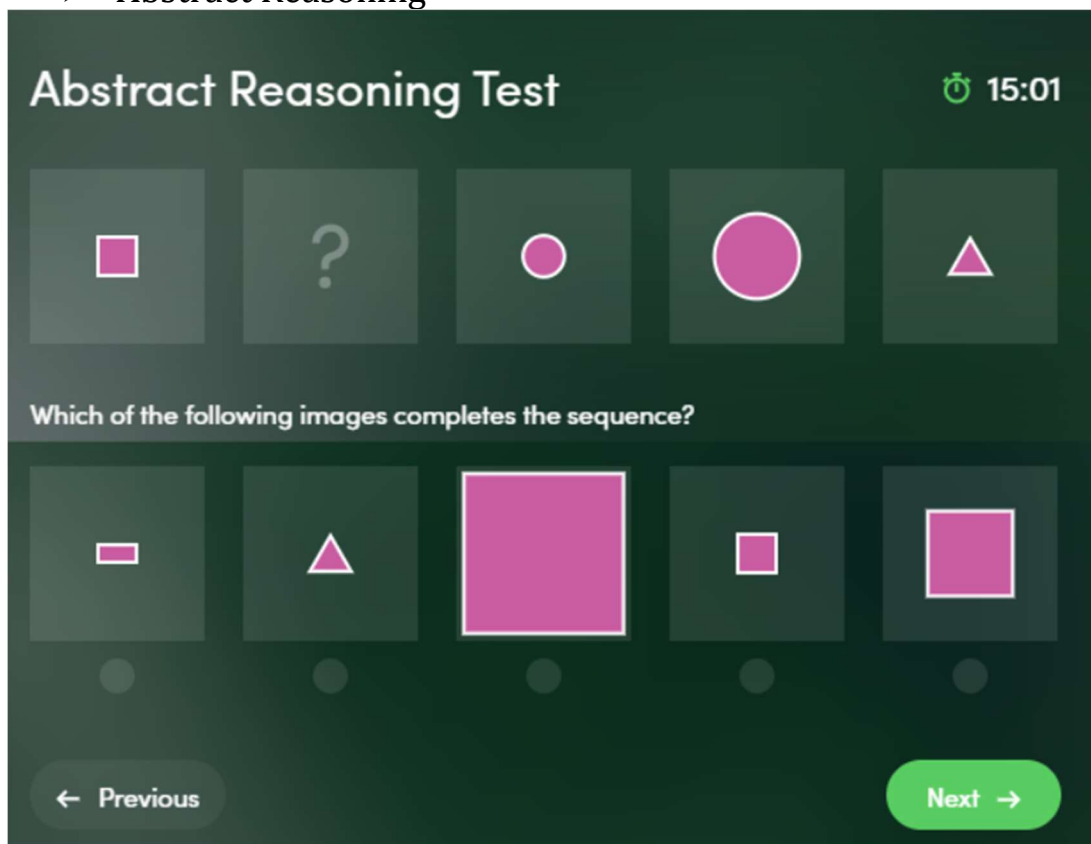 Abstract Reasoning
Abstract Reasoning Test
15:01
?
Which of the following images completes the sequence?
← Previous
Next →